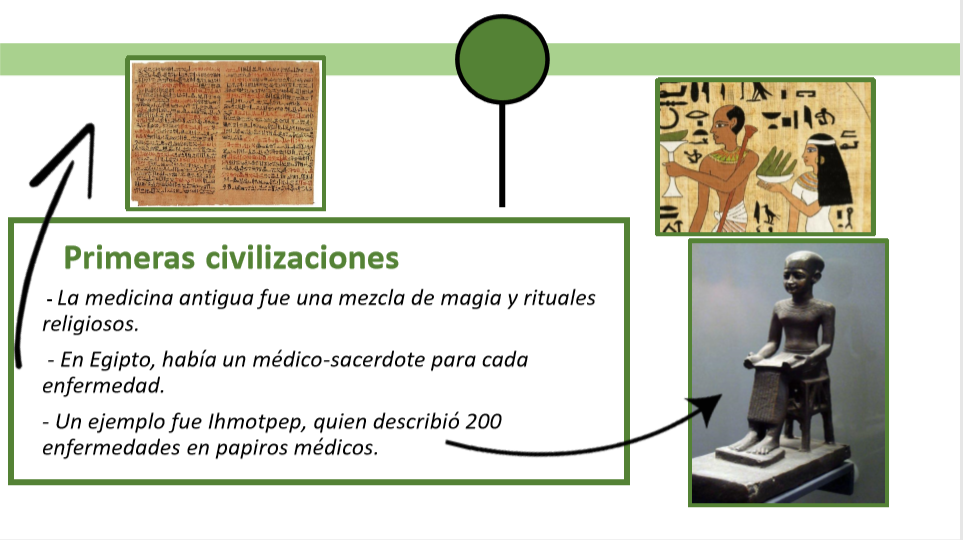 Primeras civilizaciones
- La medicina antigua fue una mezcla de magia y rituales
religiosos.
- En Egipto, había un médico-sacerdote para cada
enfermedad.
- Un ejemplo fue Ihmotpep, quien describió 200
enfermedades en papiros médicos.